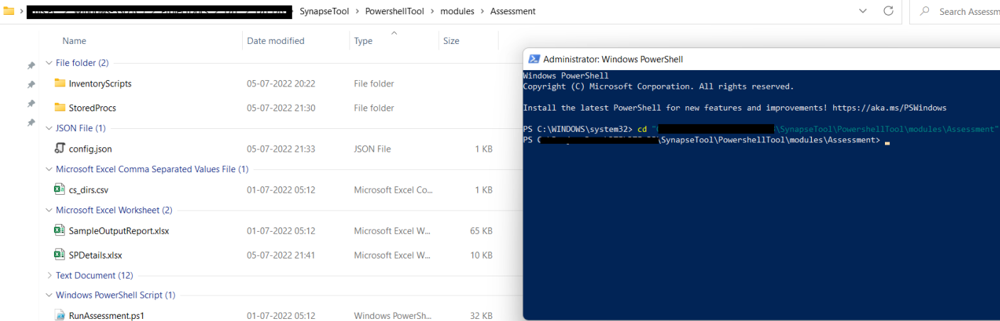 SynapseTool > PowershellTool > modules > Assessment
Search Assessm
Name Date modified Type Size
File folder (2)
InventoryScripts 05-07-2022 20:22 File folder
StoredProcs 05-07-2022 21:30 File folder
JSON File (1)
config.json 05-07-2022 21:33 JSON File 1 KB
Microsoft Excel Comma Separated Values File (1)
cs_dirs.csv 01-07-2022 05:12 Microsoft Excel Co... 1 KB
Microsoft Excel Worksheet (2)
SampleOutputReport.xlsx 01-07-2022 05:12 Microsoft Excel W... 65 KB
SPDetails.xlsx 05-07-2022 21:41 Microsoft Excel W... 10 KB
Text Document (12)
Windows PowerShell Script (1)
RunAssessment.ps1 01-07-2022 05:12 Windows PowerSh... 32 KB
Administrator: Windows PowerShell
Windows PowerShell
Copyright (C) Microsoft Corporation. All rights reserved.
Install the latest PowerShell for new features and improvements! https://aka.ms/PSWindows
PS C:\WINDOWS\system32> cd "\SynapseTool\PowershellTool\modules\Assessment"
PS C \SynapseTool\PowershellTool\modules\Assessment>